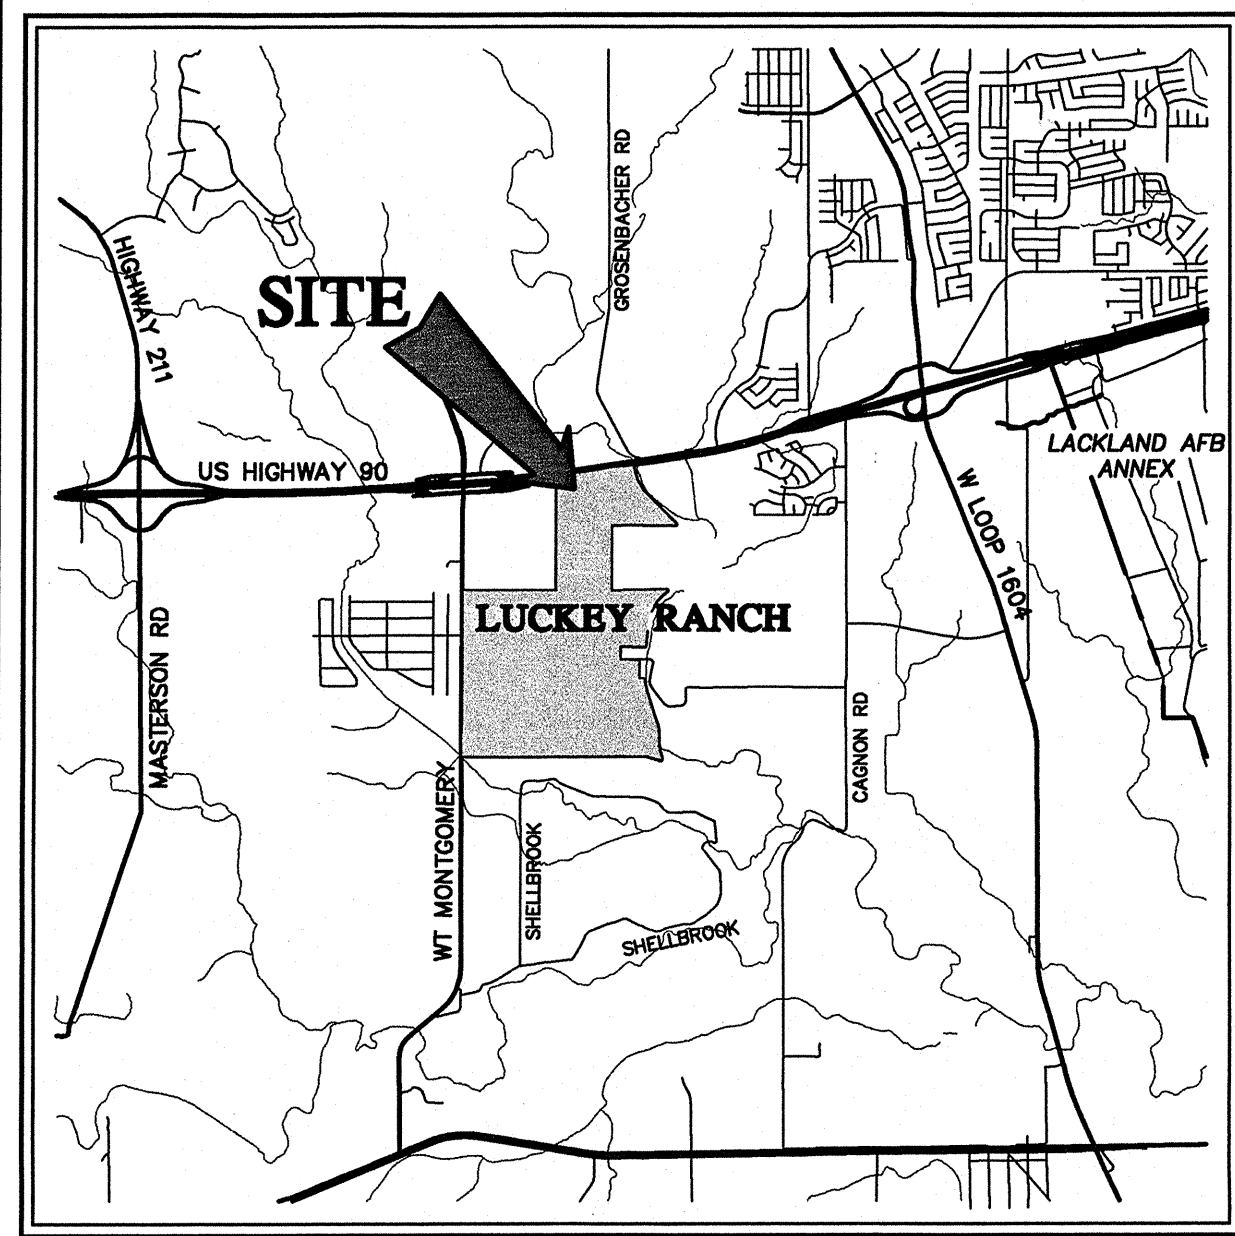 GROSENBACHER RD
HIGHWAY 211
SITE
US HIGHWAY 90
LACKLAND AFB
ANNEX
W LOOP 1604
LUCKEY RANCH
MASTERSON RD
CAGNON RD
WT MONTGOMERY
SHELLBROOK
SHELLBROOK